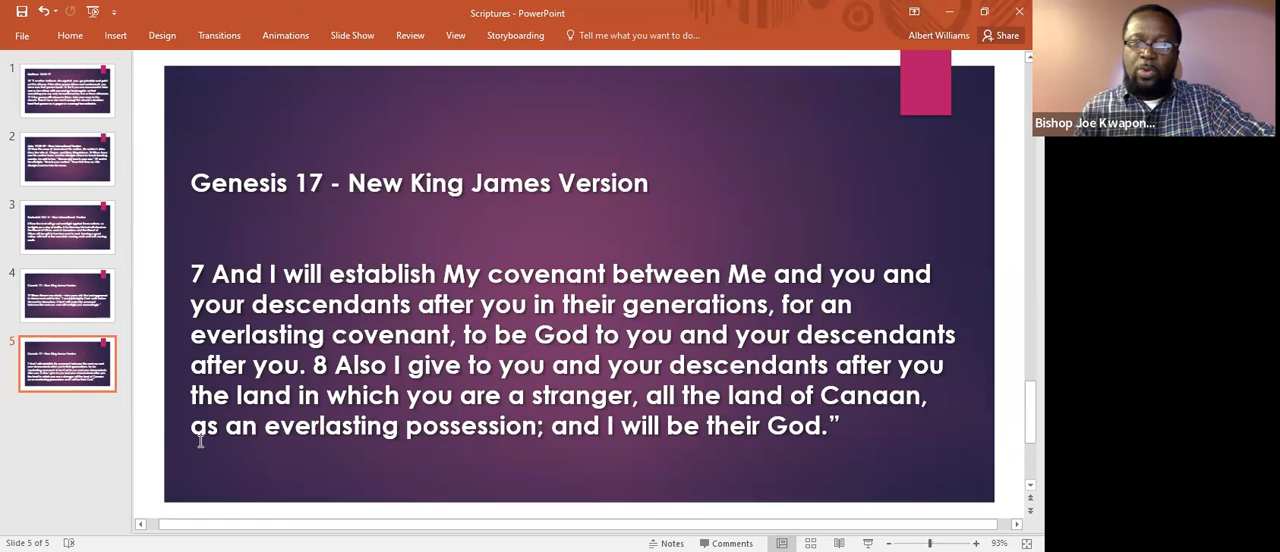 Scriptures - PowerPoint
File Home Insert Design Transitions Animations Slide Show Review View Storyboarding Tell me what you want to do... Albert Williams Share
Bishop Joe Kwapon...
1
2
3
4
5
Genesis 17 - New King James Version
7 And I will establish My covenant between Me and you and
your descendants after you in their generations, for an
everlasting covenant, to be God to you and your descendants
after you. 8 Also I give to you and your descendants after you
the land in which you are a stranger, all the land of Canaan,
as an everlasting possession; and I will be their God.”
Slide 5 of 5 Notes Comments 93%